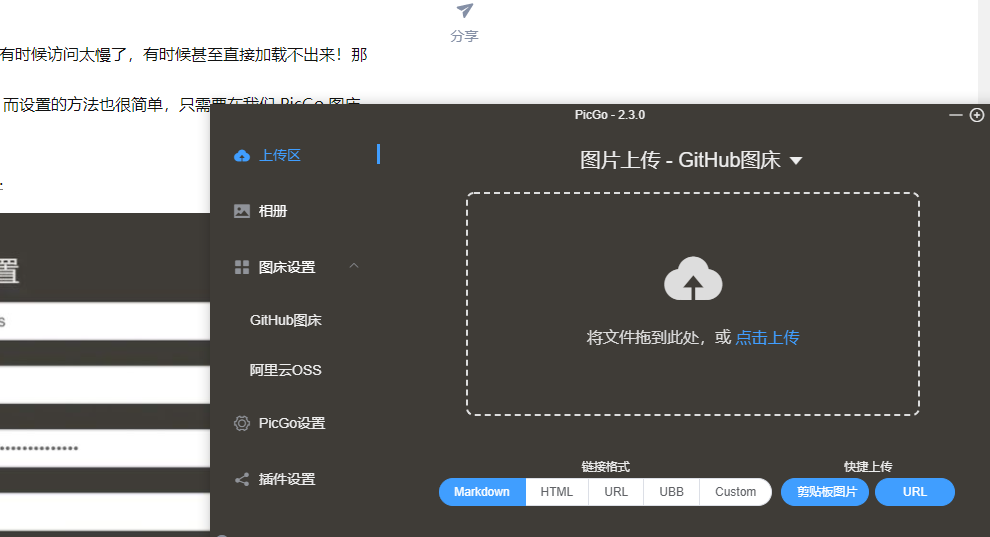 分享
有时候访问太慢了，有时候甚至直接加载不出来！那
而设置的方法也很简单，只需要在我们 PicGo 图床
PicGo - 2.3.0
上传区
图片上传 - GitHub图床
相册
图床设置
置
s
GitHub图床
将文件拖到此处，或 点击上传
阿里云OSS
PicGo设置
••••••••••••••
链接格式
快捷上传
插件设置
Markdown HTML URL UBB Custom 剪贴板图片 URL